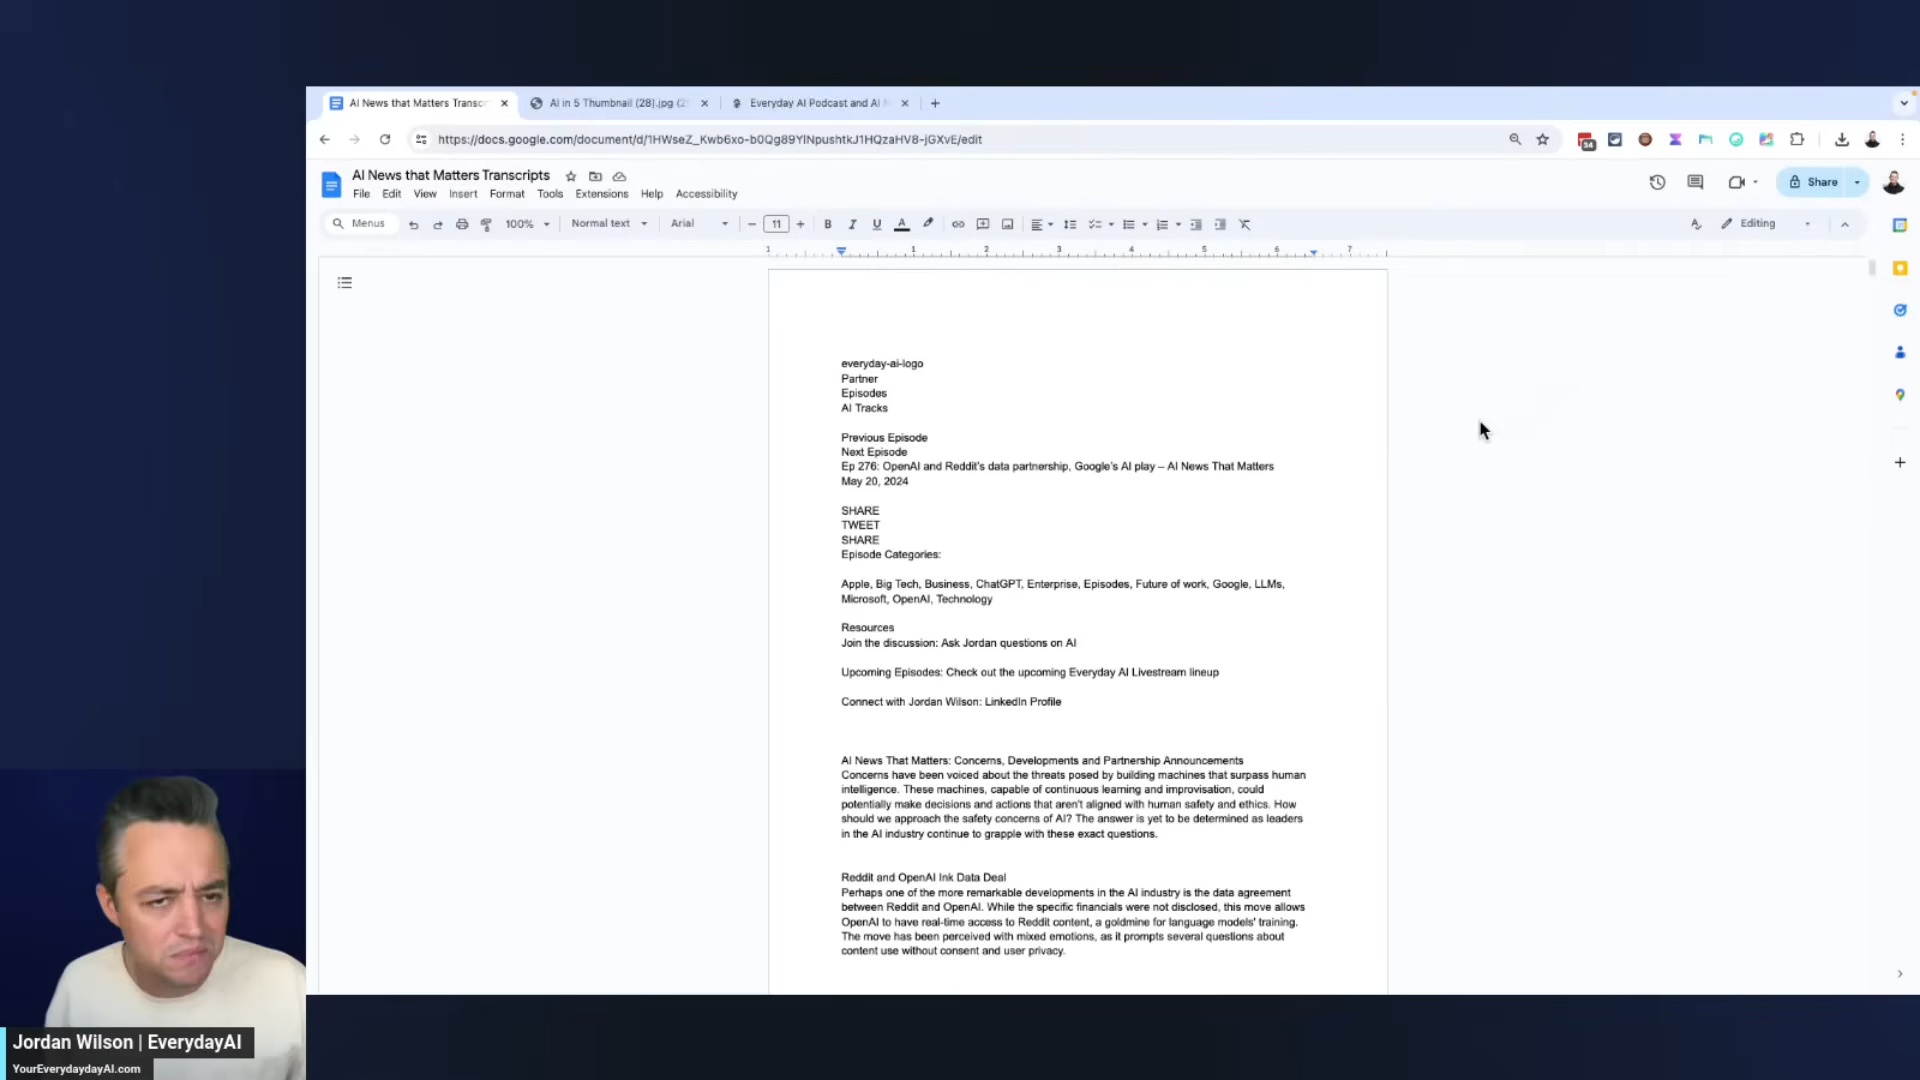 AI News that Matters Transc
AI in 5 Thumbnail (28).jpg (2
Everyday AI Podcast and AI
https://docs.google.com/document/d/1HWseZ_Kwb6xo-b0Qg89YlNpushtkJ1HQzaHV8-jGXvE/edit
34
AI News that Matters Transcripts
File Edit View Insert Format Tools Extensions Help Accessibility
Share
Menus 100% Normal text Arial 11 Editing
1 1 2 3 4 5 6 7
everyday-ai-logo
Partner
Episodes
AI Tracks
Previous Episode
Next Episode
Ep 276: OpenAI and Reddit's data partnership, Google's AI play – AI News That Matters
May 20, 2024
SHARE
TWEET
SHARE
Episode Categories:
Apple, Big Tech, Business, ChatGPT, Enterprise, Episodes, Future of work, Google, LLMs,
Microsoft, OpenAI, Technology
Resources
Join the discussion: Ask Jordan questions on AI
Upcoming Episodes: Check out the upcoming Everyday AI Livestream lineup
Connect with Jordan Wilson: LinkedIn Profile
AI News That Matters: Concerns, Developments and Partnership Announcements
Concerns have been voiced about the threats posed by building machines that surpass human
intelligence. These machines, capable of continuous learning and improvisation, could
potentially make decisions and actions that aren't aligned with human safety and ethics. How
should we approach the safety concerns of AI? The answer is yet to be determined as leaders
in the AI industry continue to grapple with these exact questions.
Reddit and OpenAI Ink Data Deal
Perhaps one of the more remarkable developments in the AI industry is the data agreement
between Reddit and OpenAI. While the specific financials were not disclosed, this move allows
OpenAI to have real-time access to Reddit content, a goldmine for language models' training.
The move has been perceived with mixed emotions, as it prompts several questions about
content use without consent and user privacy.
Jordan Wilson | EverydayAI
YourEverydaydayAI.com